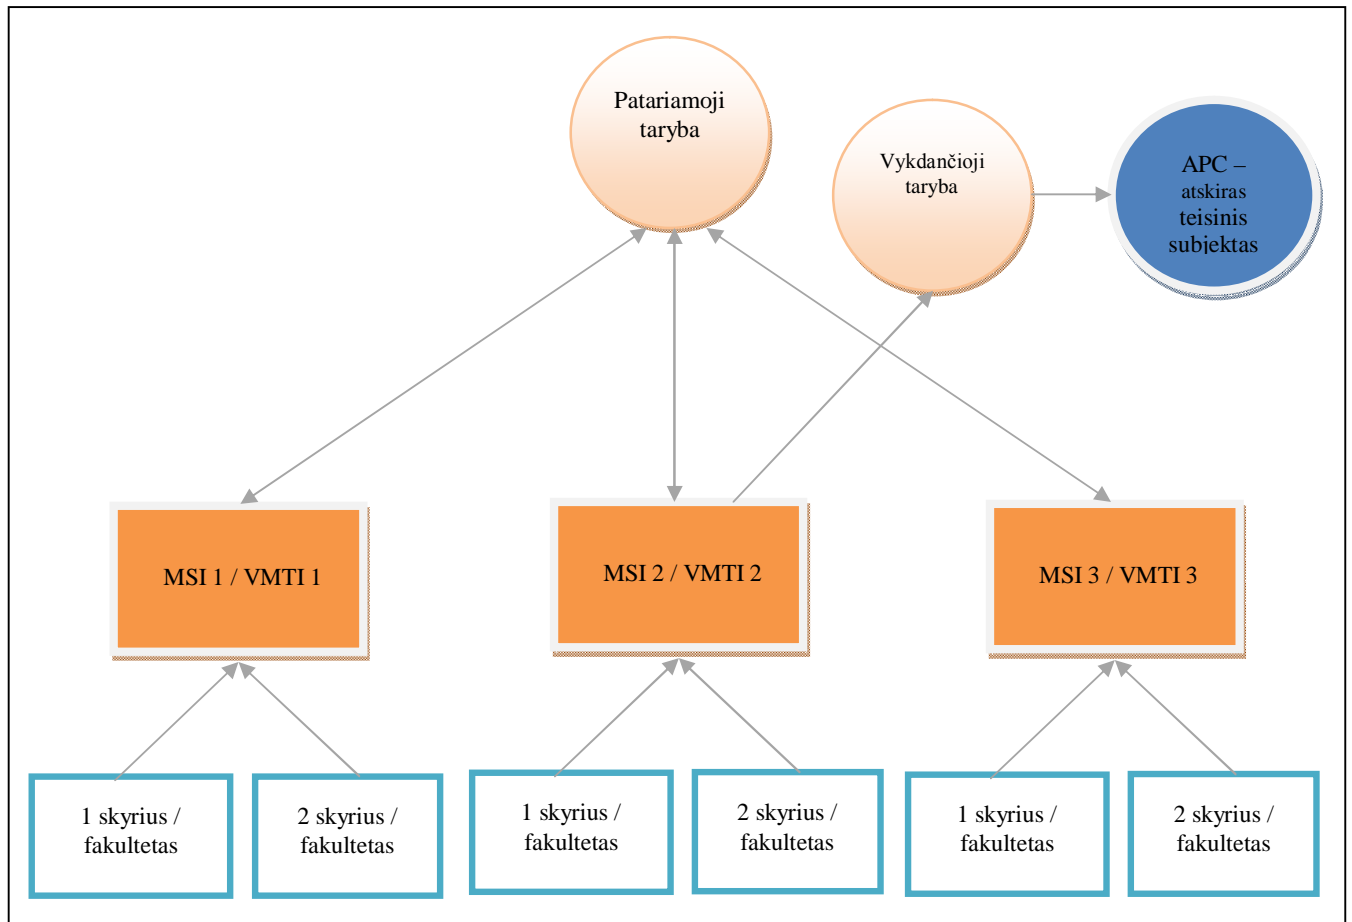 Patariamoji
taryba
Vykdančioji
taryba
APC –
atskiras
teisinis
subjektas
MSI 1 / VMTI 1
MSI 2 / VMTI 2
MSI 3 / VMTI 3
1 skyrius /
fakultetas
2 skyrius /
fakultetas
1 skyrius /
fakultetas
2 skyrius /
fakultetas
1 skyrius /
fakultetas
2 skyrius /
fakultetas